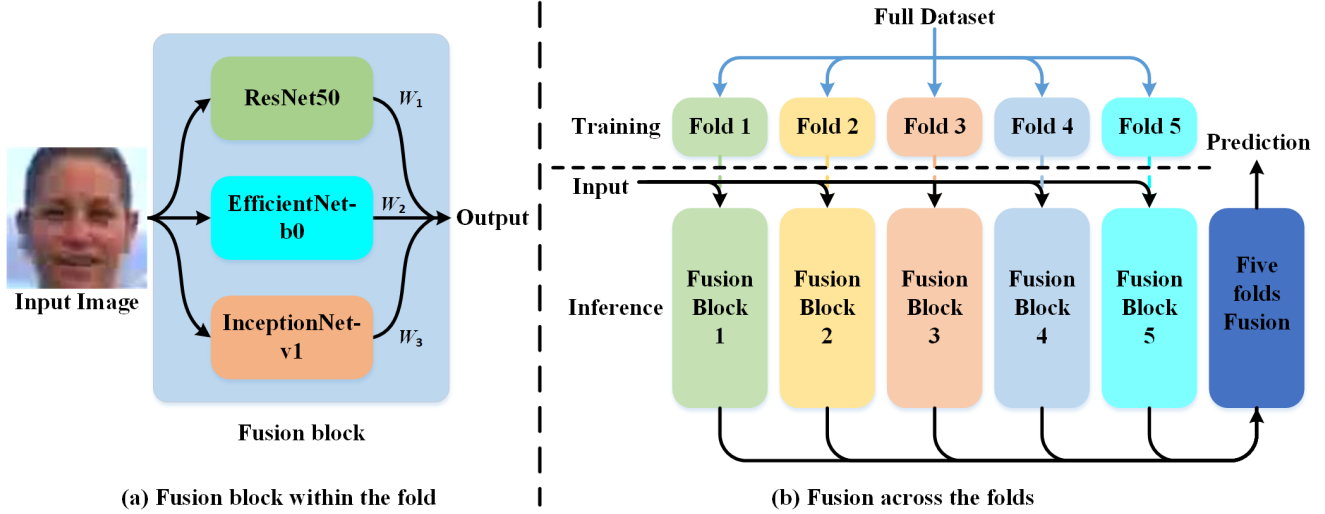 ResNet50
W1
EfficientNet-
b0
W2
Output
Input Image
InceptionNet-
v1
W3
Fusion block
(a) Fusion block within the fold
Full Dataset
Training
Fold 1
Fold 2
Fold 3
Fold 4
Fold 5
Prediction
Input
Inference
Fusion
Block
1
Fusion
Block
2
Fusion
Block
3
Fusion
Block
4
Fusion
Block
5
Five
folds
Fusion
(b) Fusion across the folds